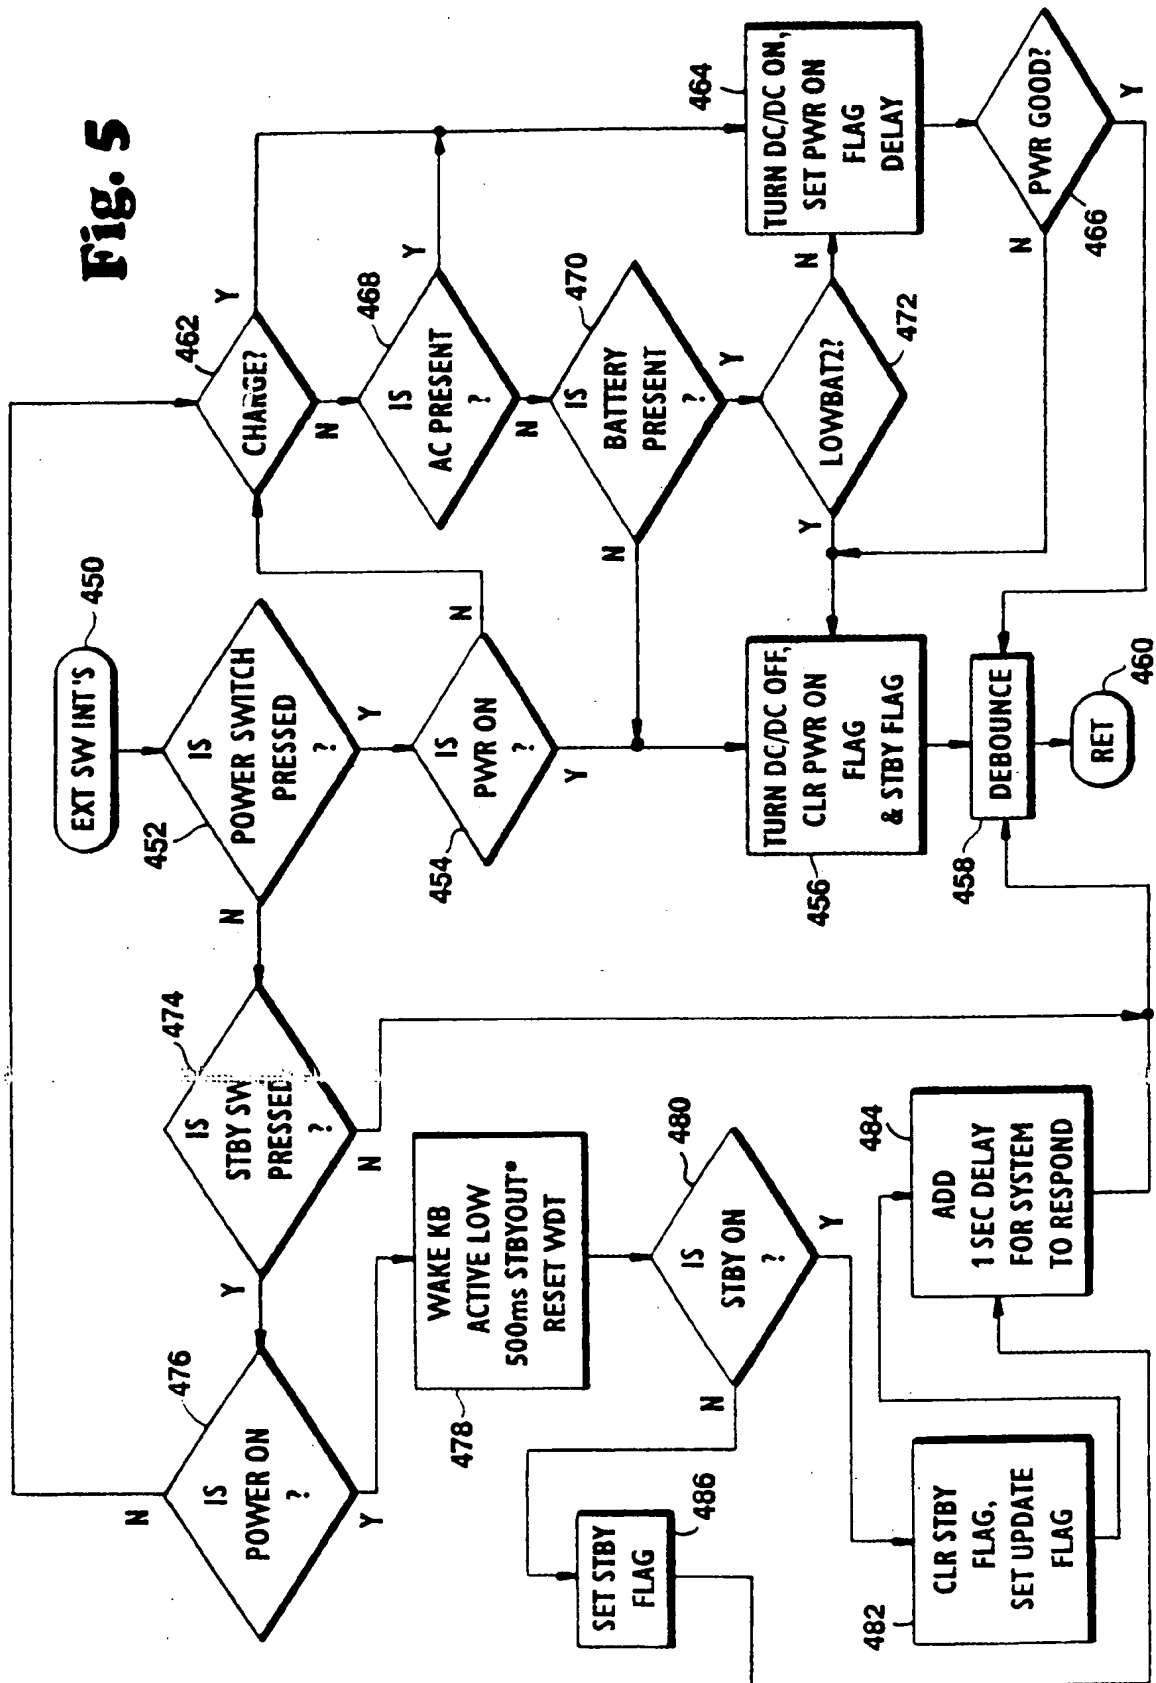 Fig. 5
EXT SW INT'S
450
IS
POWER SWITCH
PRESSED
?
452
Y
N
IS
PWR ON
?
454
N
Y
TURN DC/DC OFF,
CLR PWR ON
FLAG
& STBY FLAG
456
DEBOUNCE
458
RET
460
CHARGE?
462
Y
N
IS
AC PRESENT
?
468
Y
N
IS
BATTERY
PRESENT
?
470
N
Y
LOWBAT2?
472
Y
N
TURN DC/DC ON,
SET PWR ON
FLAG
DELAY
464
PWR GOOD?
466
N
Y
IS
STBY SW
PRESSED
?
474
Y
N
IS
POWER ON
?
476
N
Y
WAKE KB
ACTIVE LOW
500ms STBYOUT*
RESET WDT
478
IS
STBY ON
?
480
N
Y
SET STBY
FLAG
486
CLR STBY
FLAG,
SET UPDATE
FLAG
482
ADD
1 SEC DELAY
FOR SYSTEM
TO RESPOND
484